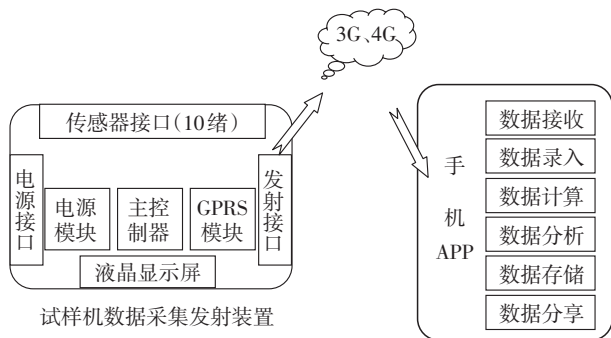 3G、4G
传感器接口(10绪)
电源接口
电源
模块
主控
制器
GPRS
模块
发射接口
液晶显示屏
试样机数据采集发射装置
手
机
APP
数据接收
数据录入
数据计算
数据分析
数据存储
数据分享